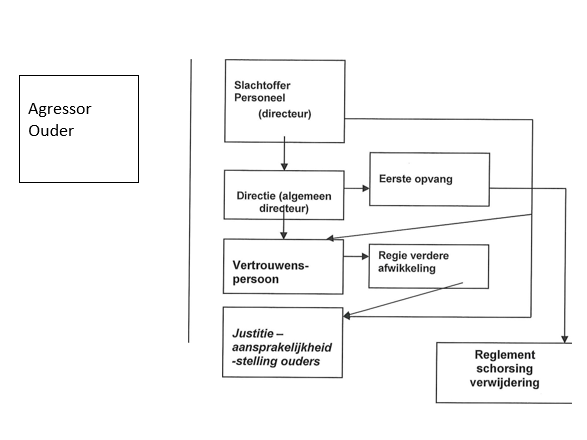 Agressor
Ouder
Slachtoffer
Personeel
(directeur)
Directie (algemeen
directeur)
Eerste opvang
Vertrouwens-
persoon
Regie verdere
afwikkeling
Justitie –
aansprakelijkheid
-stelling ouders
Reglement
schorsing
verwijdering